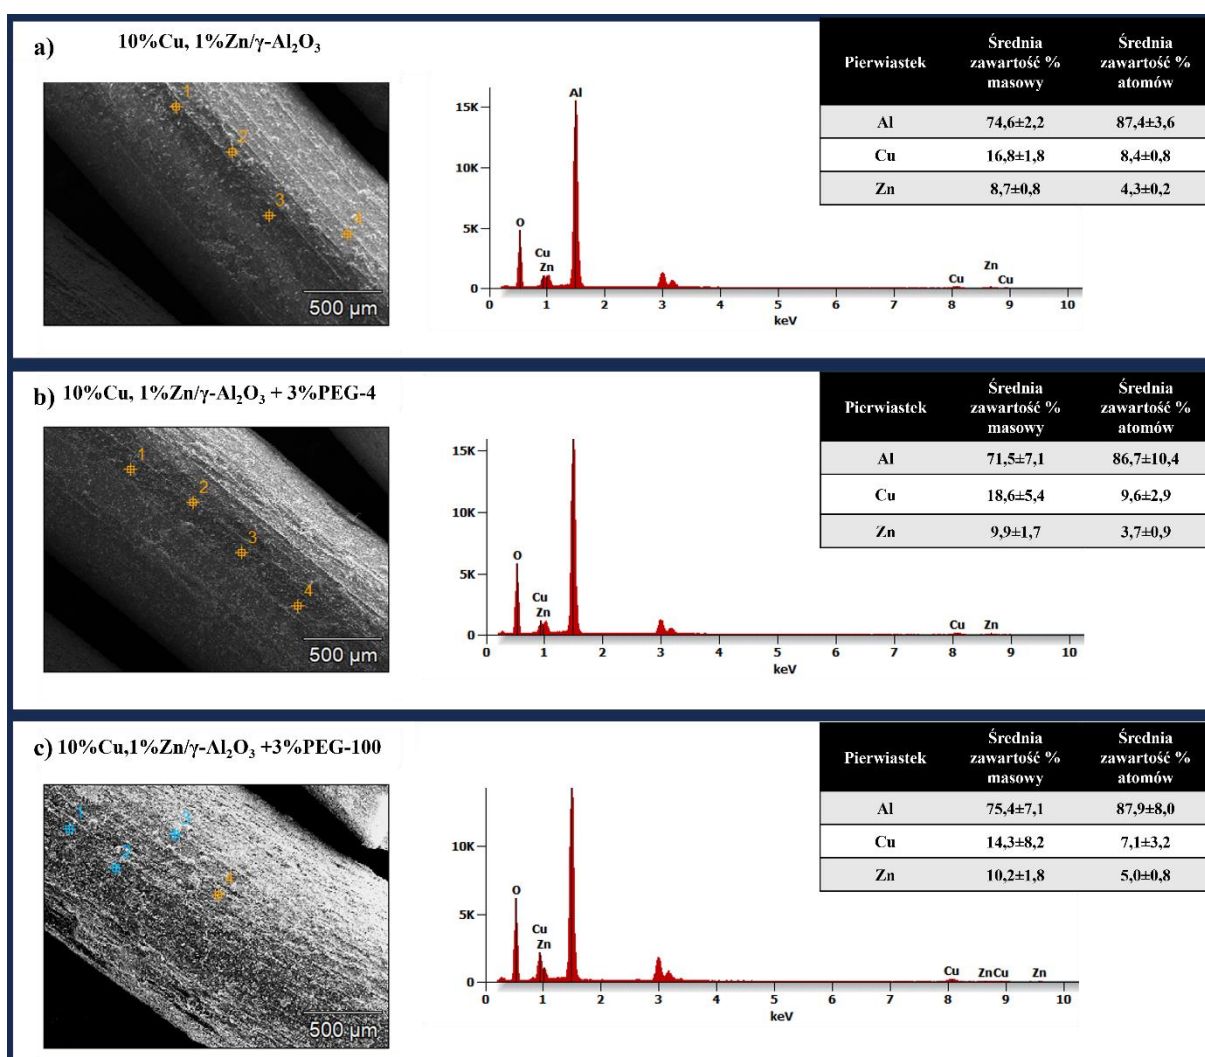 a)
10%Cu, 1%Zn/γ-Al₂O₃
1
2
3
4
500 µm
15K
10K
5K
0
Al
O
Cu
Zn
Cu
Zn
Cu
0 1 2 3 4 5 6 7 8 9 10
keV
Pierwiastek Średnia zawartość % masowy Średnia zawartość % atomów
Al 74,6±2,2 87,4±3,6
Cu 16,8±1,8 8,4±0,8
Zn 8,7±0,8 4,3±0,2
b) 10%Cu, 1%Zn/γ-Al₂O₃ + 3%PEG-4
1
2
3
4
500 µm
15K
10K
5K
0
O
Cu
Zn
Cu Zn
0 1 2 3 4 5 6 7 8 9 10
keV
Pierwiastek Średnia zawartość % masowy Średnia zawartość % atomów
Al 71,5±7,1 86,7±10,4
Cu 18,6±5,4 9,6±2,9
Zn 9,9±1,7 3,7±0,9
c) 10%Cu,1%Zn/γ-Al₂O₃ +3%PEG-100
1
3
2
4
500 µm
10K
5K
0
O
Cu
Zn
Cu Zn Cu Zn
0 1 2 3 4 5 6 7 8 9 10
keV
Pierwiastek Średnia zawartość % masowy Średnia zawartość % atomów
Al 75,4±7,1 87,9±8,0
Cu 14,3±8,2 7,1±3,2
Zn 10,2±1,8 5,0±0,8